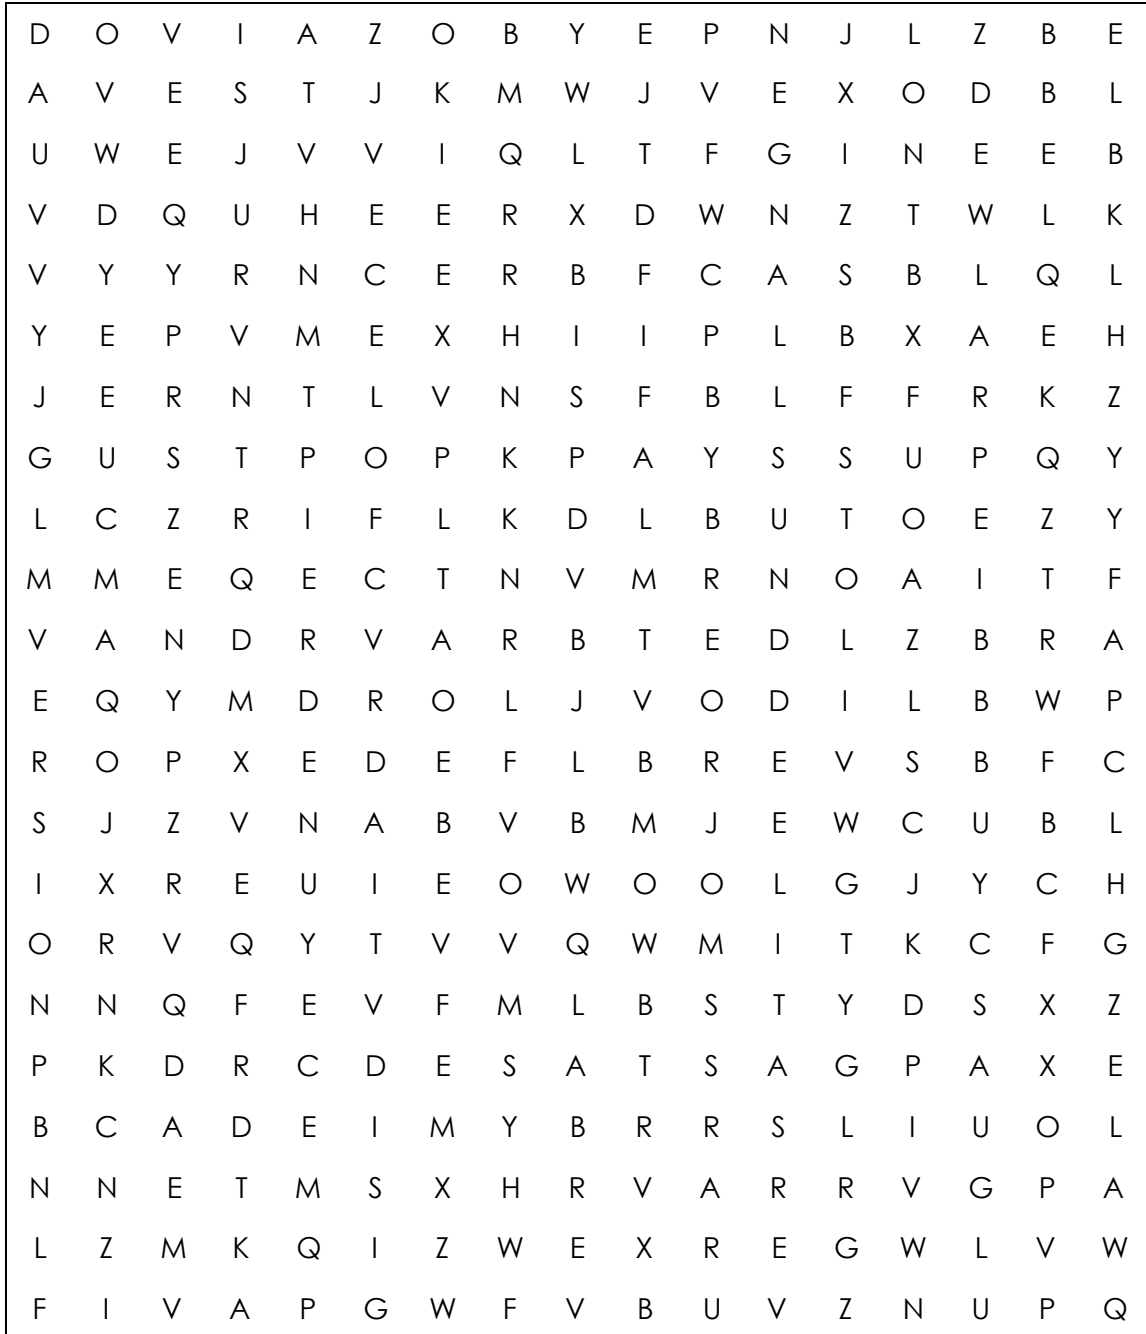 D O V I A Z O B Y E P N J L Z B E
A V E S T J K M W J V E X O D B L
U W E J V V I Q L T F G I N E E B
V D Q U H E E R X D W N Z T W L K
V Y Y R N C E R B F C A S B L Q L
Y E P V M E X H I I P L B X A E H
J E R N T L V N S F B L F F R K Z
G U S T P O P K P A Y S S U P Q Y
L C Z R I F L K D L B U T O E Z Y
M M E Q E C T N V M R N O A I T F
V A N D R V A R B T E D L Z B R A
E Q Y M D R O L J V O D I L B W P
R O P X E D E F L B R E V S B F C
S J Z V N A B V B M J E W C U B L
I X R E U I E O W O O L G J Y C H
O R V Q Y T V V Q W M I T K C F G
N N Q F E V F M L B S T Y D S X Z
P K D R C D E S A T S A G P A X E
B C A D E I M Y B R R S L I U O L
N N E T M S X H R V A R R V G P A
L Z M K Q I Z W E X R E G W L V W
F I V A P G W F V B U V Z N U P Q